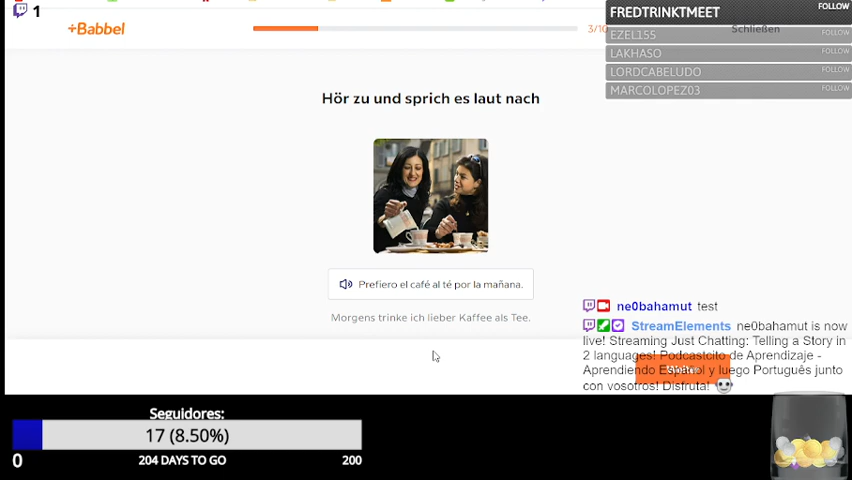 1
+Babbel
3/10
Schließen
FREDTRINKTMEET FOLLOW
EZEL155 FOLLOW
LAKHASO FOLLOW
LORDCABELUDO FOLLOW
MARCOLOPEZ03 FOLLOW
Hör zu und sprich es laut nach
Prefiero el café al té por la mañana.
Morgens trinke ich lieber Kaffee als Tee.
ne0bahamut test
StreamElements ne0bahamut is now
live! Streaming Just Chatting: Telling a Story in
2 languages! Podcastcito de Aprendizaje -
Aprendiendo Español y luego Português junto
con vosotros! Disfruta!
Seguidores:
17 (8.50%)
0 204 DAYS TO GO 200